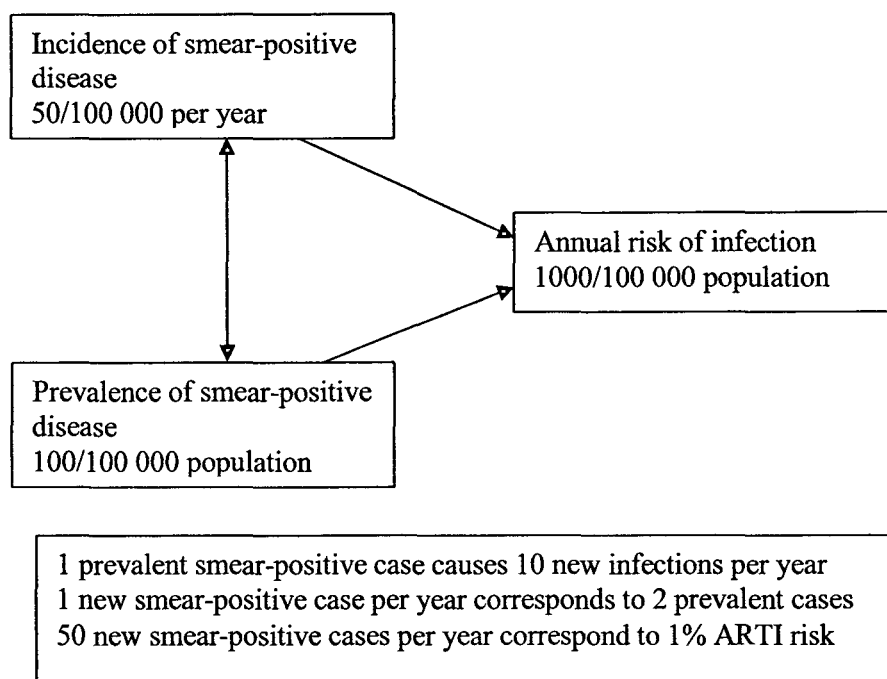 Incidence of smear-positive
disease
50/100 000 per year
Annual risk of infection
1000/100 000 population
Prevalence of smear-positive
disease
100/100 000 population
1 prevalent smear-positive case causes 10 new infections per year
1 new smear-positive case per year corresponds to 2 prevalent cases
50 new smear-positive cases per year correspond to 1% ARTI risk